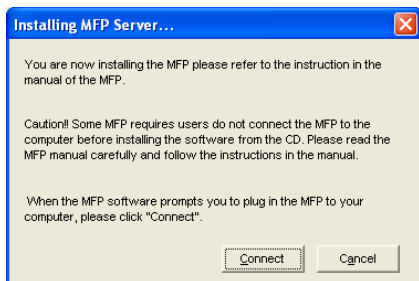 Installing MFP Server...
You are now installing the MFP please refer to the instruction in the
manual of the MFP.
Caution!! Some MFP requires users do not connect the MFP to the
computer before installing the software from the CD. Please read the
MFP manual carefully and follow the instructions in the manual.
When the MFP software prompts you to plug in the MFP to your
computer, please click "Connect".
Connect
Cancel